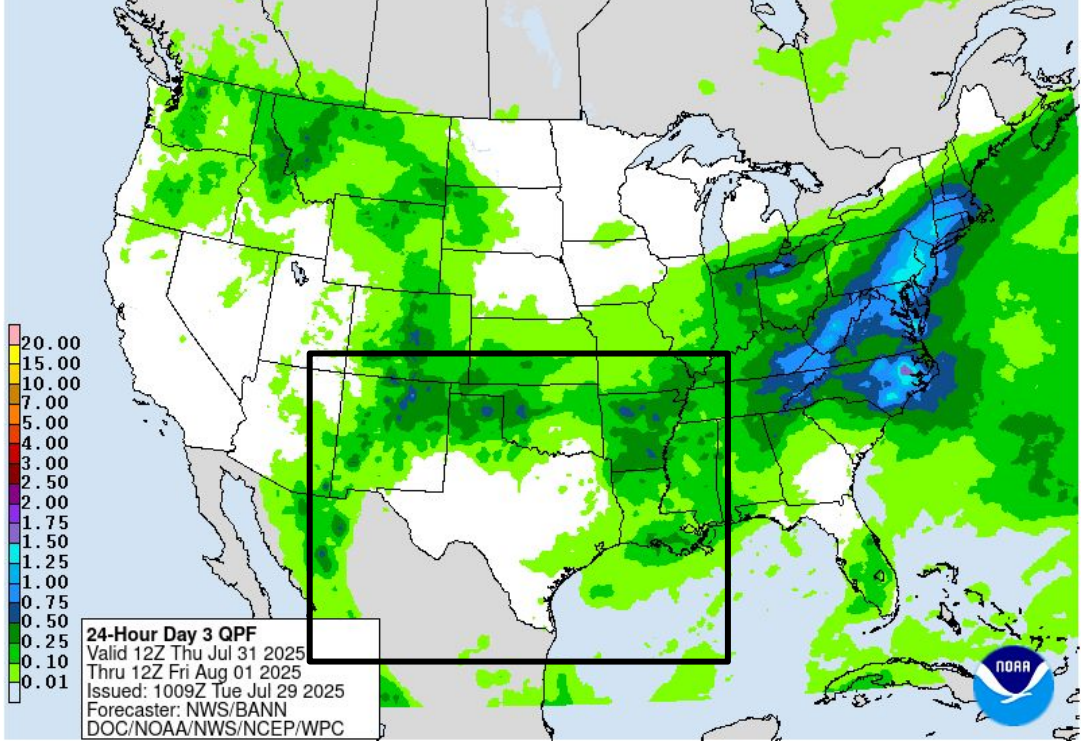 20.00
15.00
10.00
7.00
5.00
4.00
3.00
2.50
2.00
1.75
1.50
1.25
1.00
0.75
0.50
0.25
0.10
0.01
24-Hour Day 3 QPF
Valid 12Z Thu Jul 31 2025
Thru 12Z Fri Aug 01 2025
Issued: 1009Z Tue Jul 29 2025
Forecaster: NWS/BANN
DOC/NOAA/NWS/NCEP/WPC
NOAA